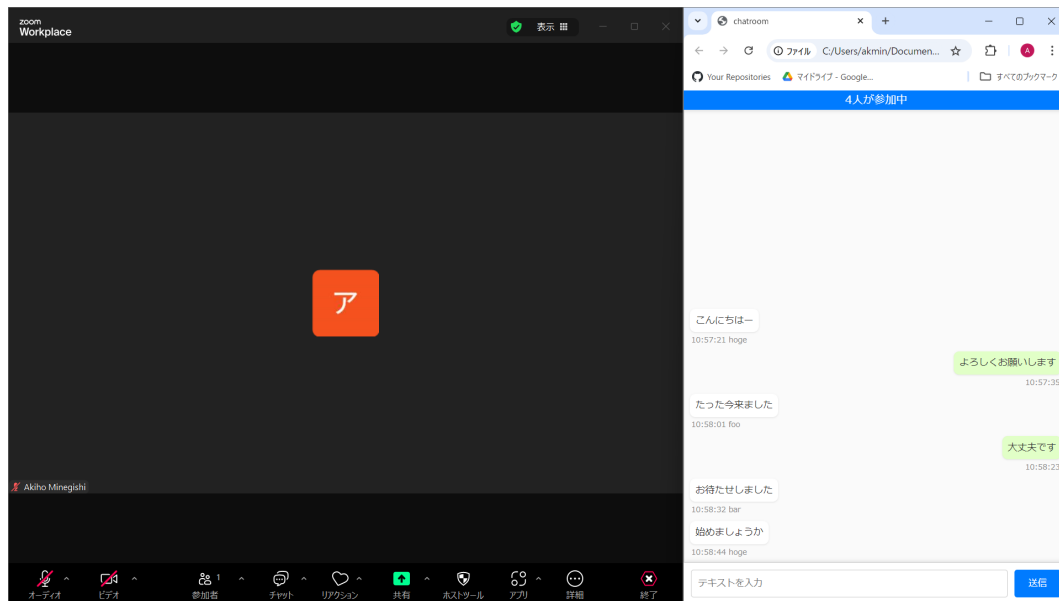 zoom
Workplace
表示
ア
Akiho Minegishi
オーディオ
ビデオ
1
参加者
チャット
リアクション
共有
ホストツール
アプリ
詳細
終了
chatroom
ファイル C:/Users/akmin/Documen...
A
Your Repositories
マイドライブ - Google...
すべてのブックマーク
4人が参加中
こんにちはー
10:57:21 hoge
よろしくお願いします
10:57:35
たった今来ました
10:58:01 foo
大丈夫です
10:58:23
お待たせしました
10:58:32 bar
始めましょうか
10:58:44 hoge
テキストを入力
送信